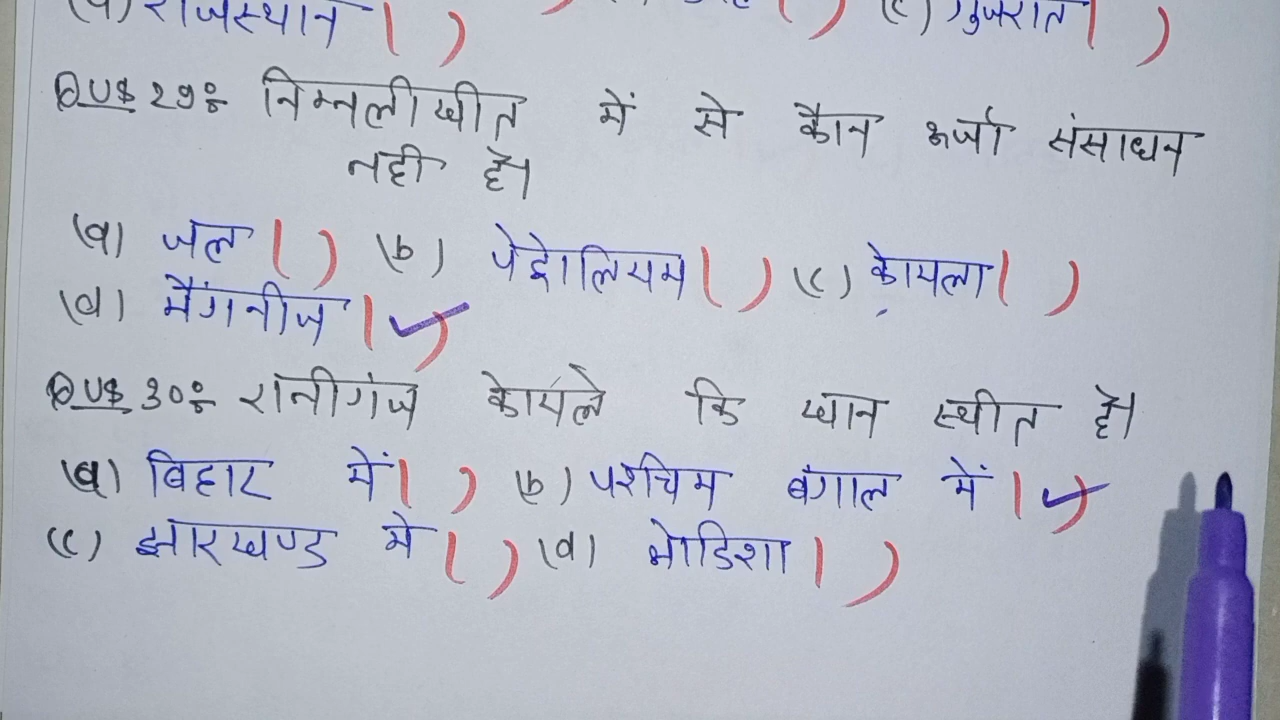 राजस्थान ( ) ( ) (c) गुजरात ( )
QUS 29: निम्नलीखीत में से कौन ऊर्जा संसाधन
नही है।
(a) जल ( ) (b) पेट्रोलियम ( ) (c) कोयला ( )
(d) मैंगनीज (✓)
QUS 30: रानीगंज कोयले कि खान स्थीत है।
(a) बिहार में ( ) (b) पश्चिम बंगाल में (✓)
(c) झारखण्ड मे ( ) (d) ओडिशा ( )